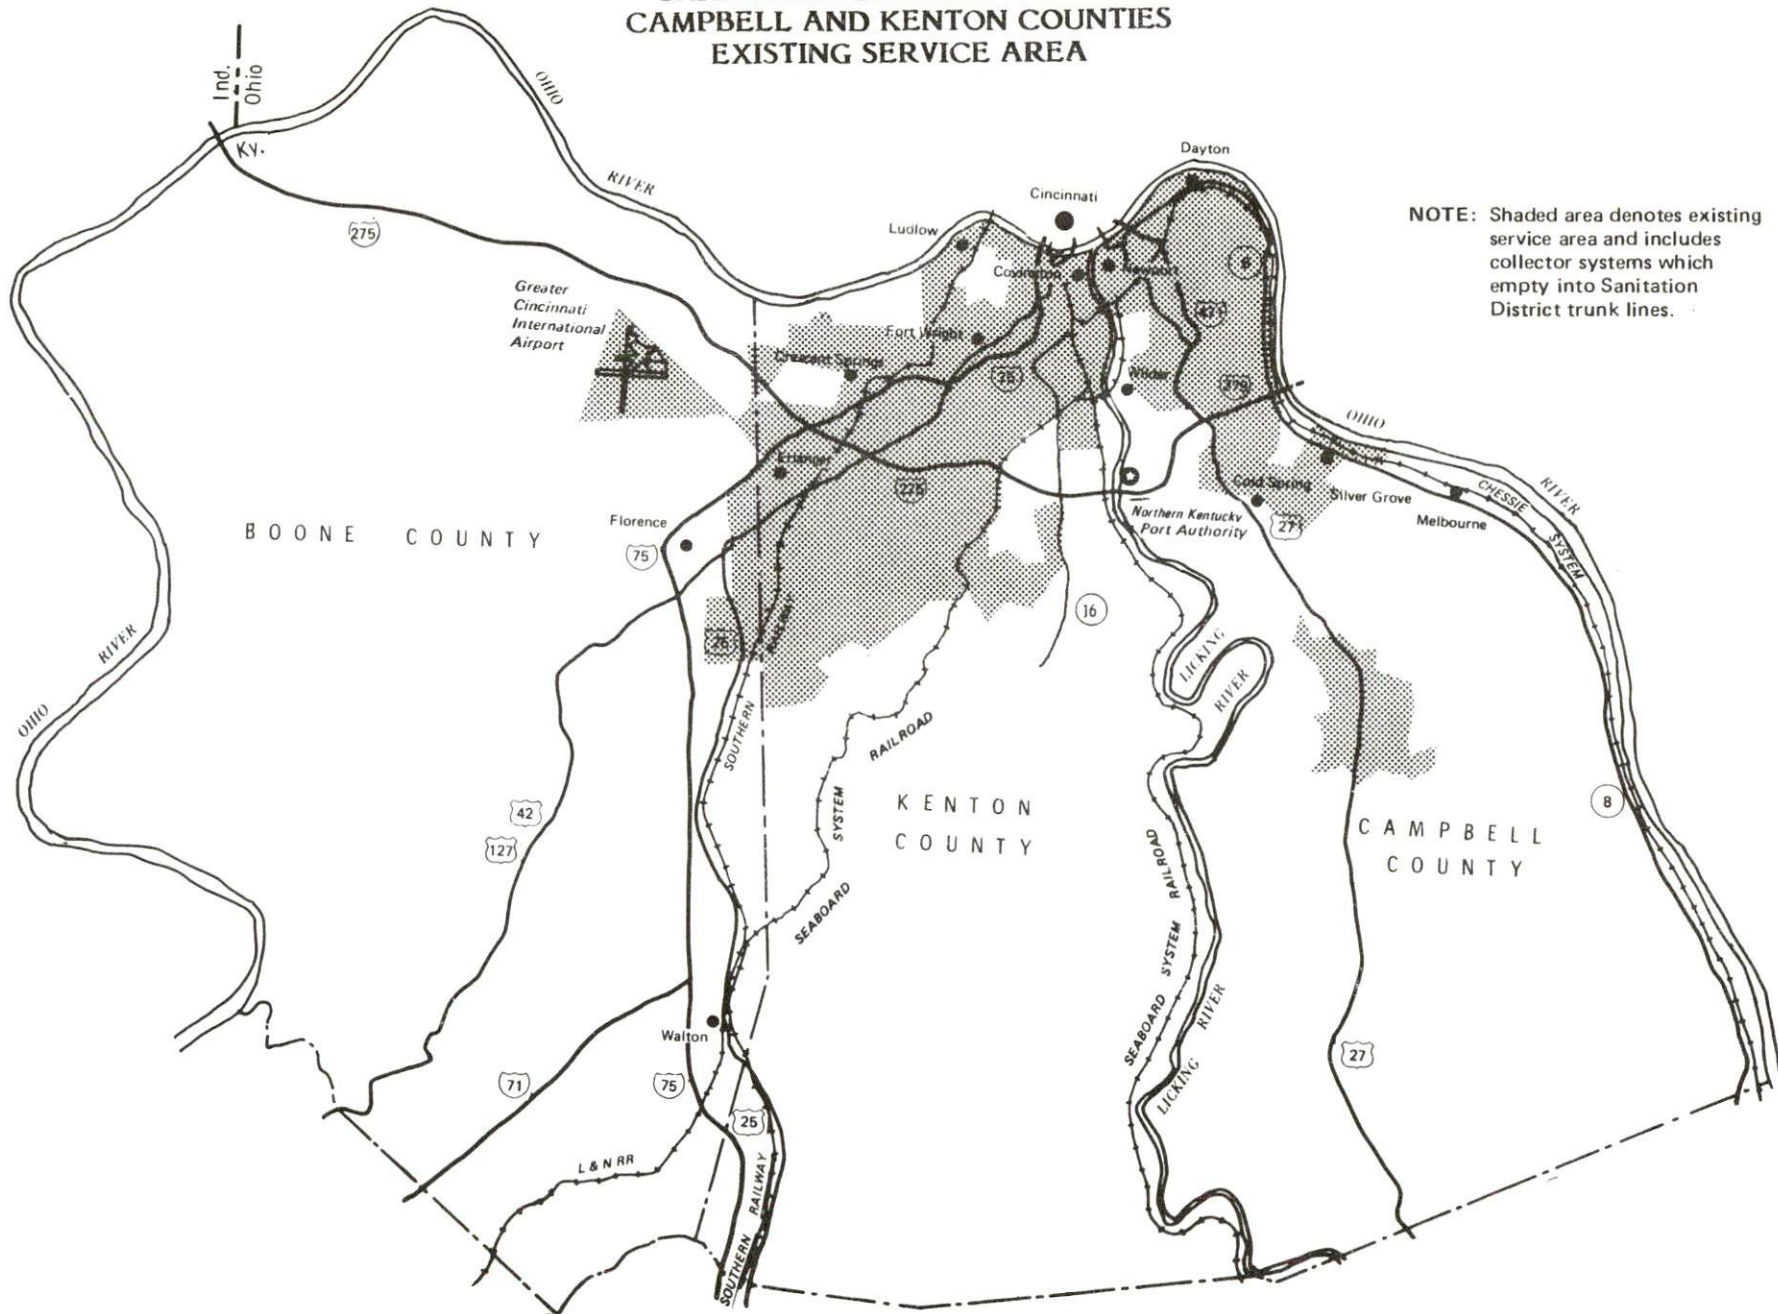 CAMPBELL AND KENTON COUNTIES
EXISTING SERVICE AREA
Ind.
Ohio
Ky.
OHIO
RIVER
275
Greater
Cincinnati
International
Airport
Dayton
Cincinnati
Ludlow
Covington
Newport
8
NOTE: Shaded area denotes existing
service area and includes
collector systems which
empty into Sanitation
District trunk lines.
Fort Wright
471
Crescent Springs
25
Wilder
275
OHIO
RIVER
Erlanger
275
Cold Spring
Silver Grove
CHESSIE
SYSTEM
Melbourne
Northern Kentucky
Port Authority
27
BOONE COUNTY
Florence
75
16
25
RAILWAY
SOUTHERN
LICKING
RIVER
OHIO
RIVER
RAILROAD
SYSTEM
SEABOARD
KENTON
COUNTY
42
127
CAMPBELL
COUNTY
8
SEABOARD SYSTEM RAILROAD
LICKING RIVER
27
Walton
71
75
25
L & N RR
SOUTHERN RAILWAY